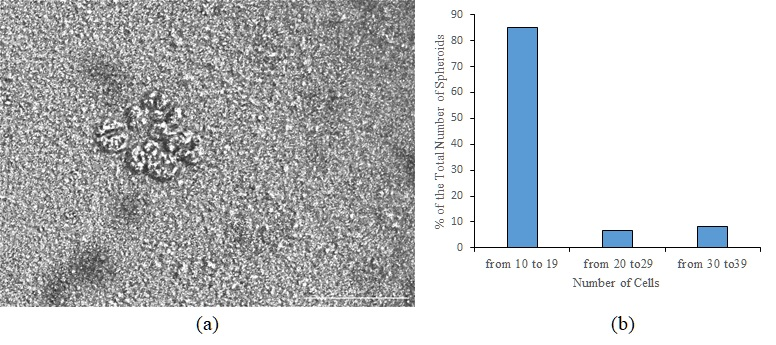 90
80
70
60
50
40
30
20
10
0
% of the Total Number of Spheroids
from 10 to 19 from 20 to29 from 30 to39
Number of Cells
(a) (b)